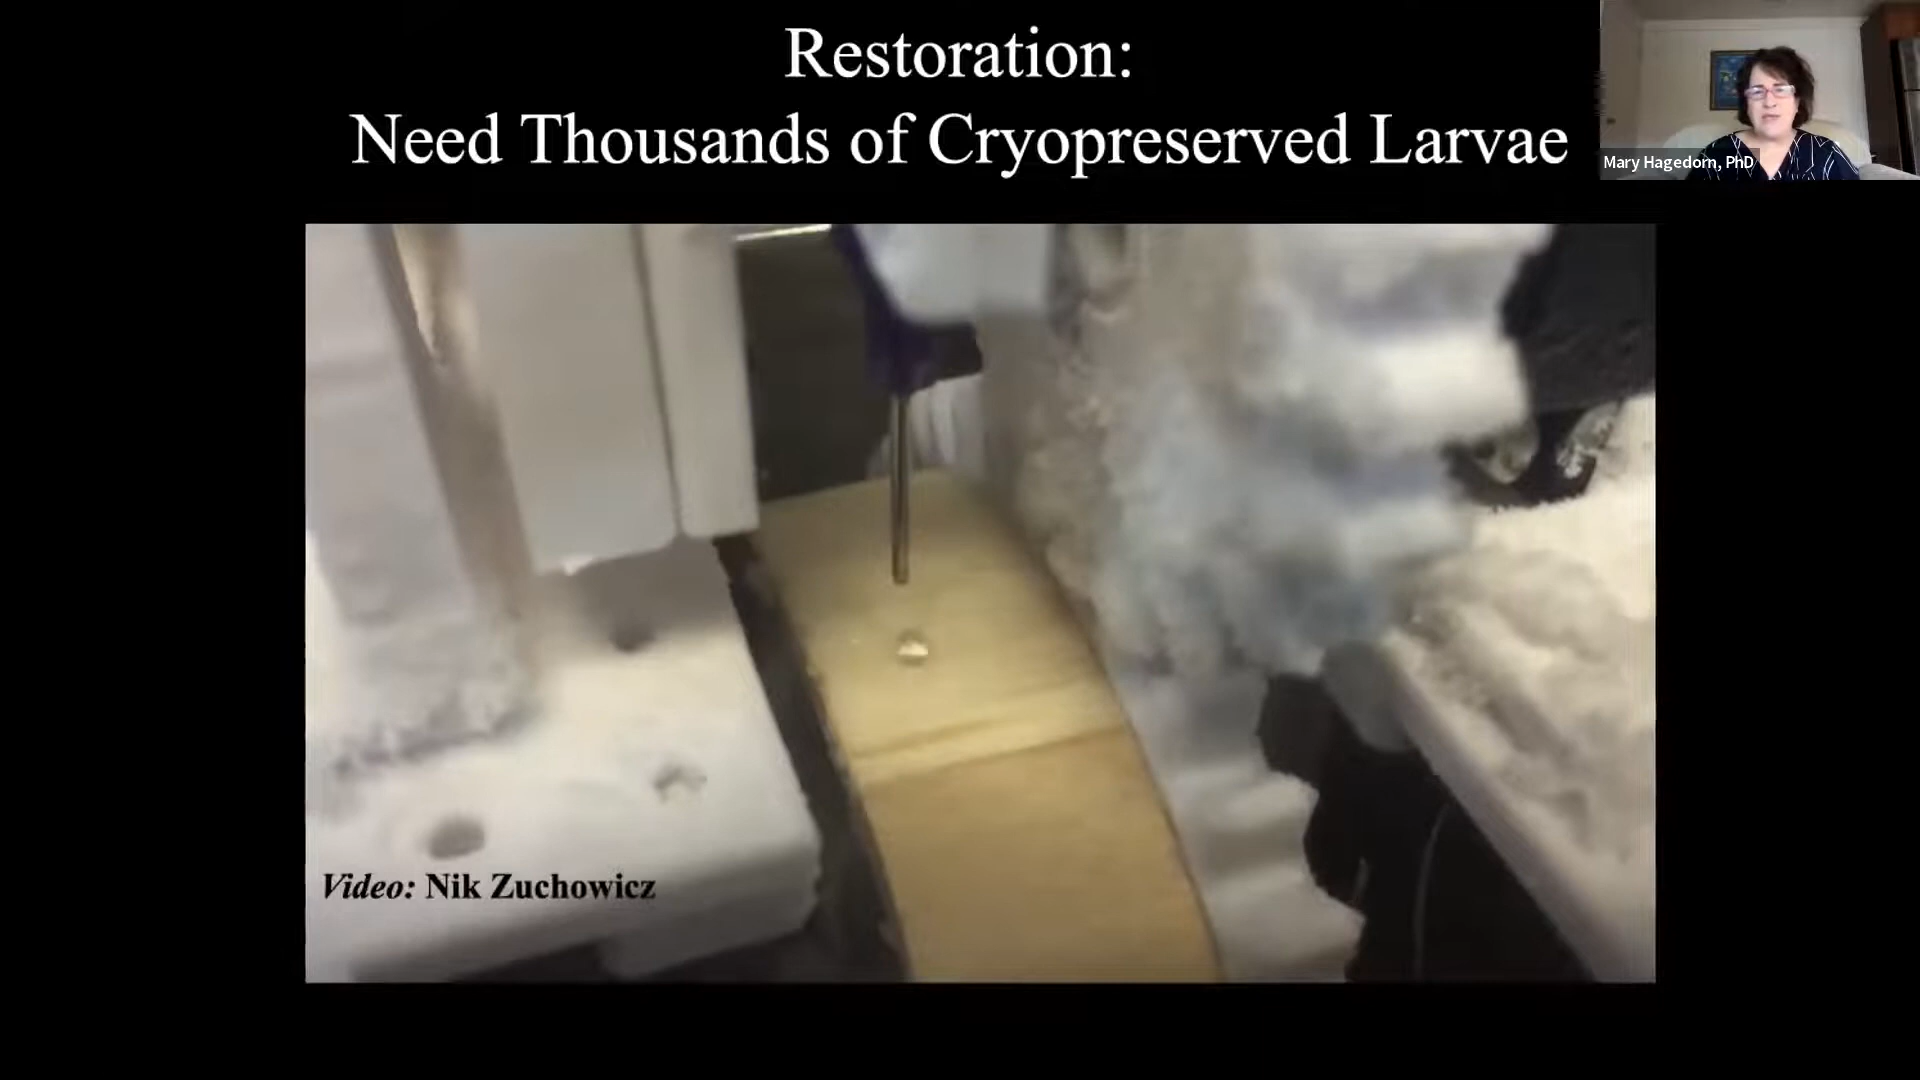 Restoration:
Need Thousands of Cryopreserved Larvae
Mary Hagedorn, PhD
Video: Nik Zuchowicz